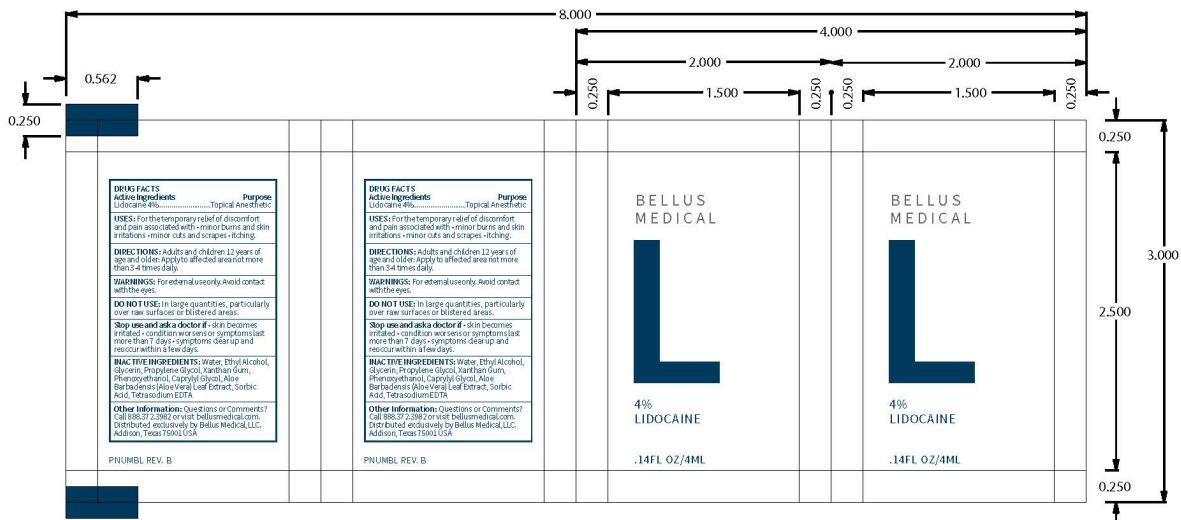 8.000
4.000
2.000
2.000
0.562
0.250
1.500
0.250
0.250
1.500
0.250
0.250
0.250
3.000
2.500
0.250
DRUG FACTS
Active Ingredients Purpose
Lidocaine 4%..............................Topical Anesthetic
USES: For the temporary relief of discomfort
and pain associated with • minor burns and skin
irritations • minor cuts and scrapes • itching.
DIRECTIONS: Adults and children 12 years of
age and older: Apply to affected area not more
than 3-4 times daily.
WARNINGS: For external use only. Avoid contact
with the eyes.
DO NOT USE: In large quantities, particularly
over raw surfaces or blistered areas.
Stop use and ask a doctor if • skin becomes
irritated • condition worsens or symptoms last
more than 7 days • symptoms clear up and
reoccur within a few days.
INACTIVE INGREDIENTS: Water, Ethyl Alcohol,
Glycerin, Propylene Glycol, Xanthan Gum,
Phenoxyethanol, Caprylyl Glycol, Aloe
Barbadensis (Aloe Vera) Leaf Extract, Sorbic
Acid, Tetrasodium EDTA
Other Information: Questions or Comments?
Call 888.372.3982 or visit bellusmedical.com.
Distributed exclusively by Bellus Medical, LLC.
Addison, Texas 75001 USA
PNUMBL REV. B
DRUG FACTS
Active Ingredients Purpose
Lidocaine 4%..............................Topical Anesthetic
USES: For the temporary relief of discomfort
and pain associated with • minor burns and skin
irritations • minor cuts and scrapes • itching.
DIRECTIONS: Adults and children 12 years of
age and older: Apply to affected area not more
than 3-4 times daily.
WARNINGS: For external use only. Avoid contact
with the eyes.
DO NOT USE: In large quantities, particularly
over raw surfaces or blistered areas.
Stop use and ask a doctor if • skin becomes
irritated • condition worsens or symptoms last
more than 7 days • symptoms clear up and
reoccur within a few days.
INACTIVE INGREDIENTS: Water, Ethyl Alcohol,
Glycerin, Propylene Glycol, Xanthan Gum,
Phenoxyethanol, Caprylyl Glycol, Aloe
Barbadensis (Aloe Vera) Leaf Extract, Sorbic
Acid, Tetrasodium EDTA
Other Information: Questions or Comments?
Call 888.372.3982 or visit bellusmedical.com.
Distributed exclusively by Bellus Medical, LLC.
Addison, Texas 75001 USA
PNUMBL REV. B
BELLUS
MEDICAL
L
4%
LIDOCAINE
.14FL OZ/4ML
BELLUS
MEDICAL
L
4%
LIDOCAINE
.14FL OZ/4ML